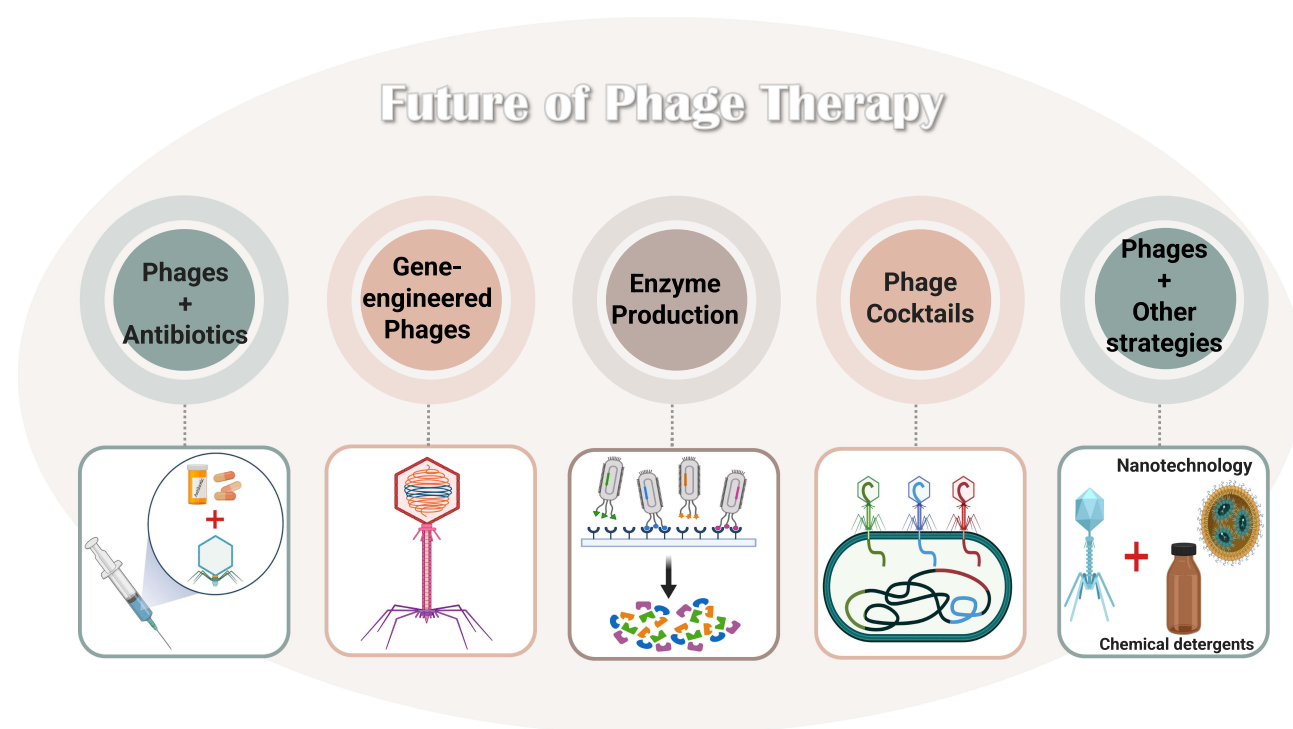 Future of Phage Therapy
Phages
+
Antibiotics
Gene-
engineered
Phages
Enzyme
Production
Phage
Cocktails
Phages
+
Other
strategies
Antibiotic
+
Nanotechnology
+
Chemical detergents